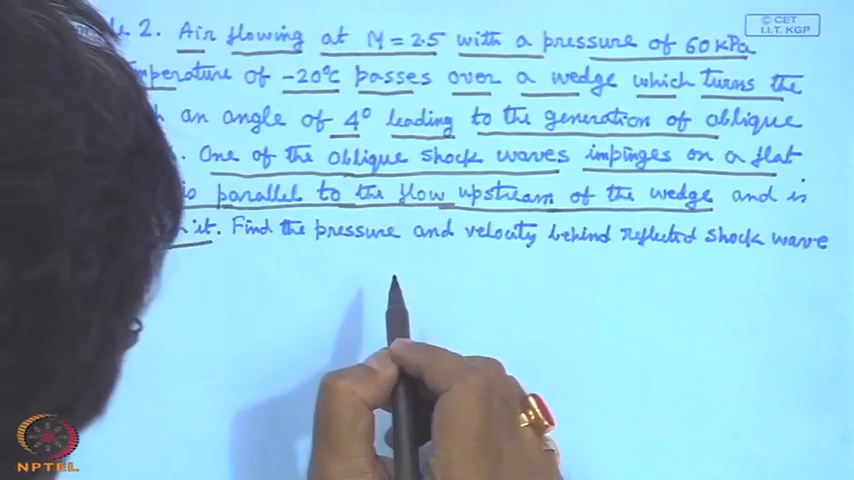 2. Air flowing at M = 2.5 with a pressure of 60 kPa
temperature of -20°C passes over a wedge which turns the
an angle of 4° leading to the generation of oblique
One of the oblique shock waves impinges on a flat
is parallel to the flow upstream of the wedge and is
it. Find the pressure and velocity behind reflected shock wave
© CET
I.I.T. KGP
NPTEL